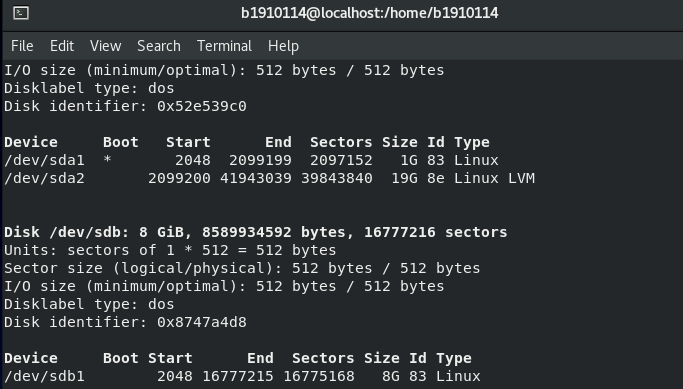 b1910114@localhost:/home/b1910114
File Edit View Search Terminal Help
I/O size (minimum/optimal): 512 bytes / 512 bytes
Disklabel type: dos
Disk identifier: 0x52e539c0
Device     Boot   Start      End  Sectors Size Id Type
/dev/sda1  *       2048  2099199  2097152   1G 83 Linux
/dev/sda2       2099200 41943039 39843840  19G 8e Linux LVM
Disk /dev/sdb: 8 GiB, 8589934592 bytes, 16777216 sectors
Units: sectors of 1 * 512 = 512 bytes
Sector size (logical/physical): 512 bytes / 512 bytes
I/O size (minimum/optimal): 512 bytes / 512 bytes
Disklabel type: dos
Disk identifier: 0x8747a4d8
Device     Boot Start      End  Sectors Size Id Type
/dev/sdb1        2048 16777215 16775168   8G 83 Linux